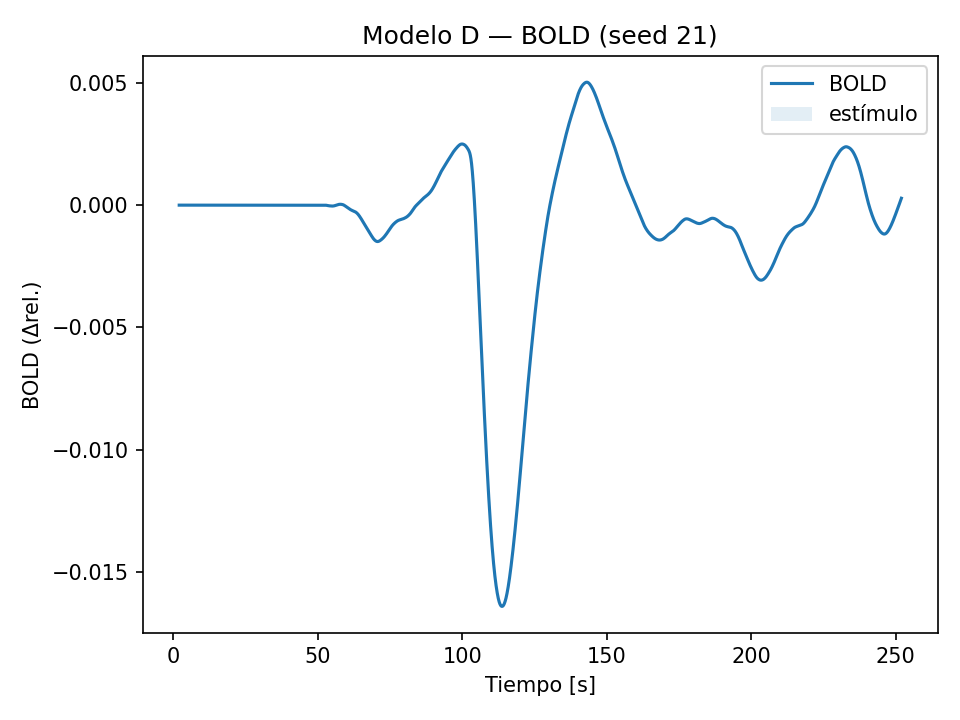 Modelo D — BOLD (seed 21)
BOLD
estímulo
0.005
0.000
−0.005
−0.010
−0.015
BOLD (Δrel.)
0
50
100
150
200
250
Tiempo [s]